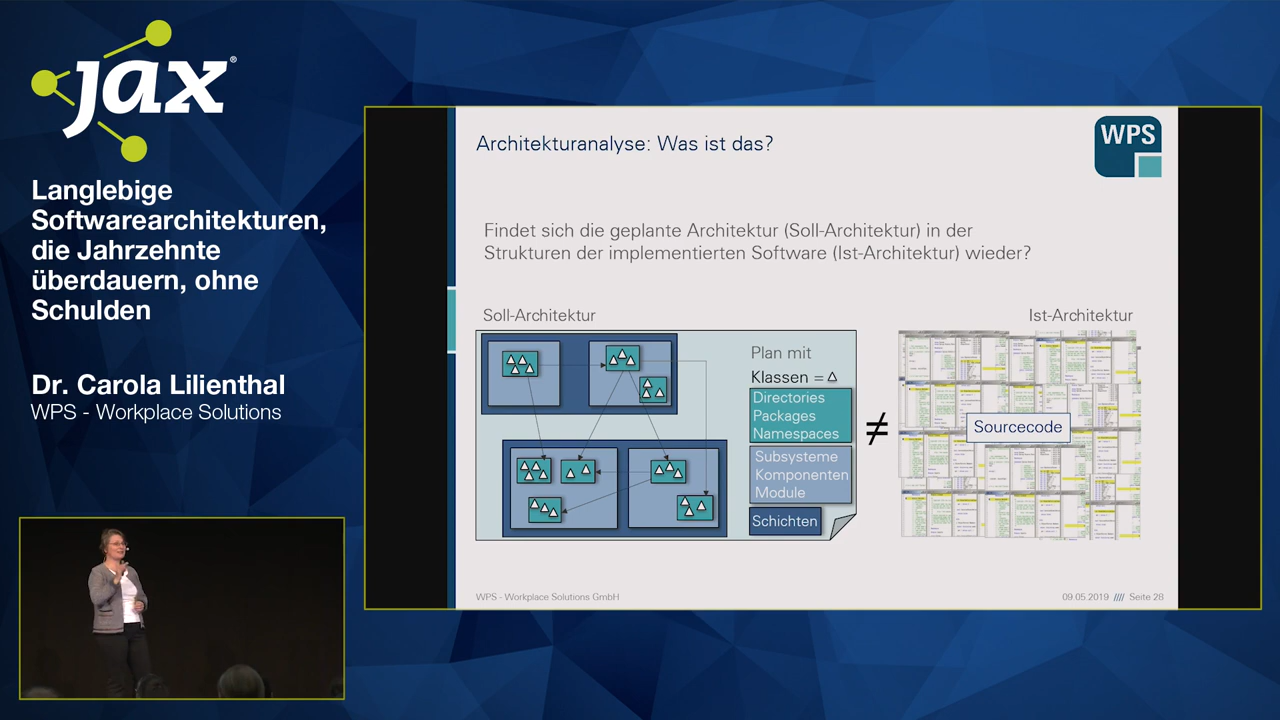 jax®
Langlebige
Softwarearchitekturen,
die Jahrzehnte
überdauern, ohne
Schulden
Dr. Carola Lilienthal
WPS - Workplace Solutions
Architekturanalyse: Was ist das?
WPS
Findet sich die geplante Architektur (Soll-Architektur) in der
Strukturen der implementierten Software (Ist-Architektur) wieder?
Soll-Architektur
Ist-Architektur
Plan mit
Klassen =
Directories
Packages
Namespaces
Subsysteme
Komponenten
Module
Schichten
≠
Sourcecode
WPS - Workplace Solutions GmbH
09.05.2019 //// Seite 28